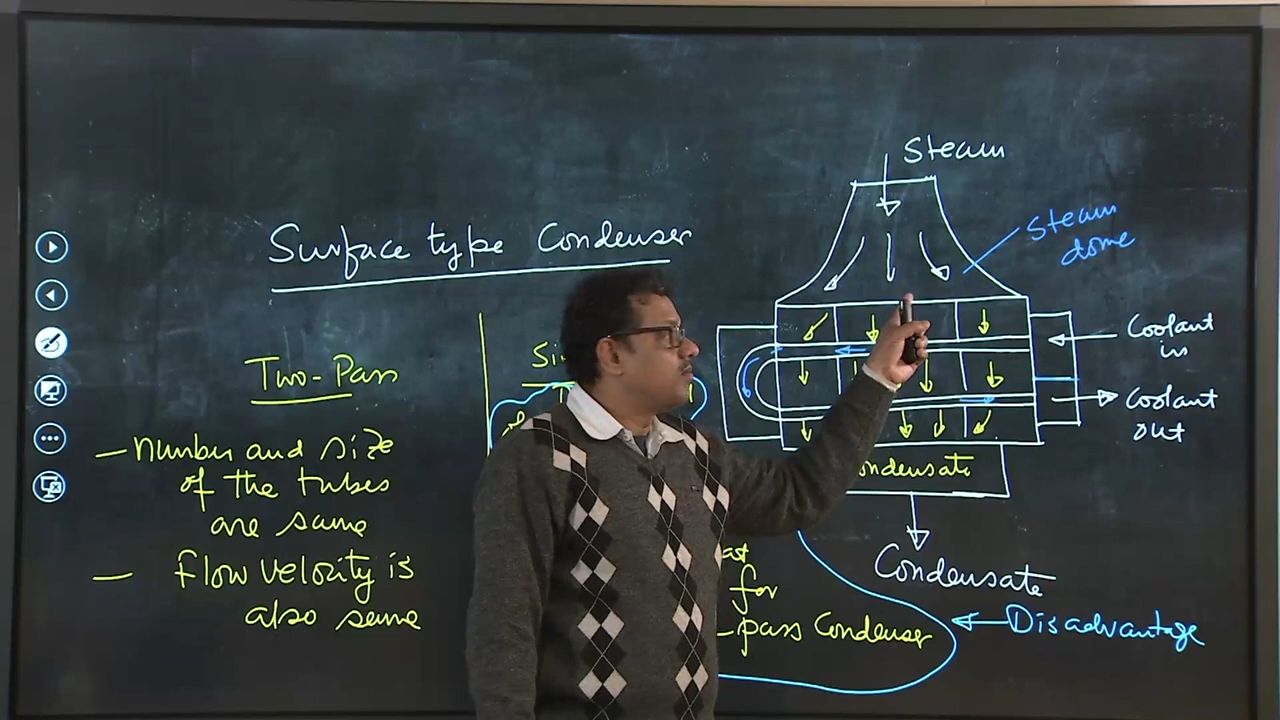 Surface type Condenser
Two-Pass
- Number and size
of the tubes
are same
- flow velocity is
also same
for
pass Condenser
Disadvantage
Steam
Steam
dome
Coolant
in
Coolant
out
Condensate
Condensate